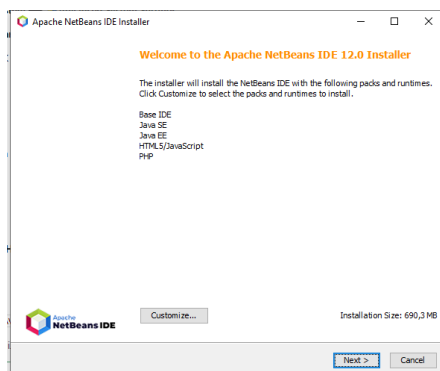 Apache NetBeans IDE Installer
Welcome to the Apache NetBeans IDE 12.0 Installer
The installer will install the NetBeans IDE with the following packs and runtimes.
Click Customize to select the packs and runtimes to install.
Base IDE
Java SE
Java EE
HTML5/JavaScript
PHP
Apache
NetBeans IDE
Customize...
Installation Size: 690,3 MB
Next >
Cancel